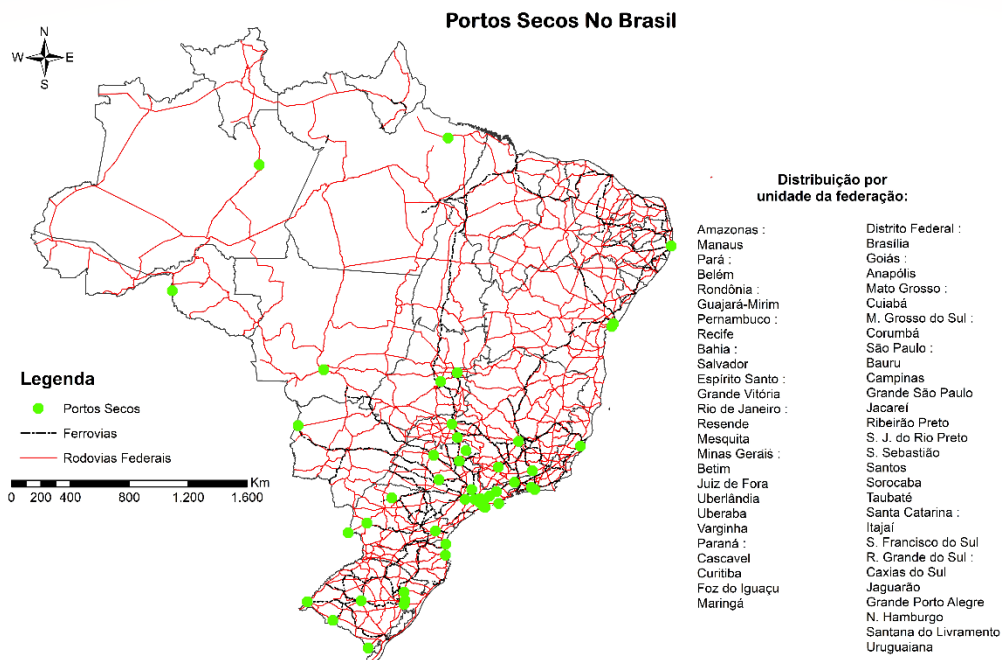 Portos Secos No Brasil
N
W E
S
Legenda
Portos Secos
Ferrovias
Rodovias Federais
Km
0 200 400 800 1.200 1.600
Distribuição por
unidade da federação:
Amazonas :
Manaus
Pará :
Belém
Rondônia :
Guajará-Mirim
Pernambuco :
Recife
Bahia :
Salvador
Espírito Santo :
Grande Vitória
Rio de Janeiro :
Resende
Mesquita
Minas Gerais :
Betim
Juiz de Fora
Uberlândia
Uberaba
Varginha
Paraná :
Cascavel
Curitiba
Foz do Iguaçu
Maringá
Distrito Federal :
Brasília
Goiás :
Anapólis
Mato Grosso :
Cuiabá
M. Grosso do Sul :
Corumbá
São Paulo :
Bauru
Campinas
Grande São Paulo
Jacareí
Ribeirão Preto
S. J. do Rio Preto
S. Sebastião
Santos
Sorocaba
Taubaté
Santa Catarina :
Itajaí
S. Francisco do Sul
R. Grande do Sul :
Caxias do Sul
Jaguarão
Grande Porto Alegre
N. Hamburgo
Santana do Livramento
Uruguaiana